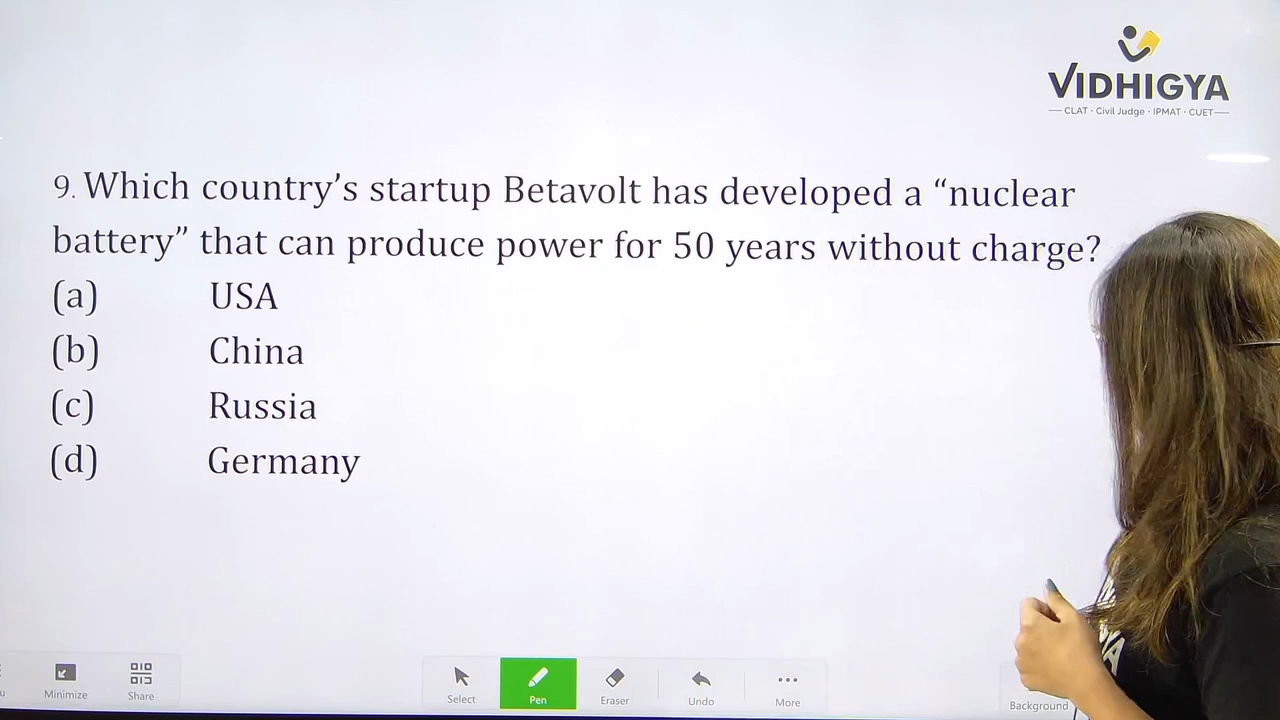 VIDHIGYA
CLAT · Civil Judge · IPMAT · CUET
9. Which country’s startup Betavolt has developed a “nuclear
battery” that can produce power for 50 years without charge?
(a) USA
(b) China
(c) Russia
(d) Germany
Minimize
Share
Select
Pen
Eraser
Undo
More
Background